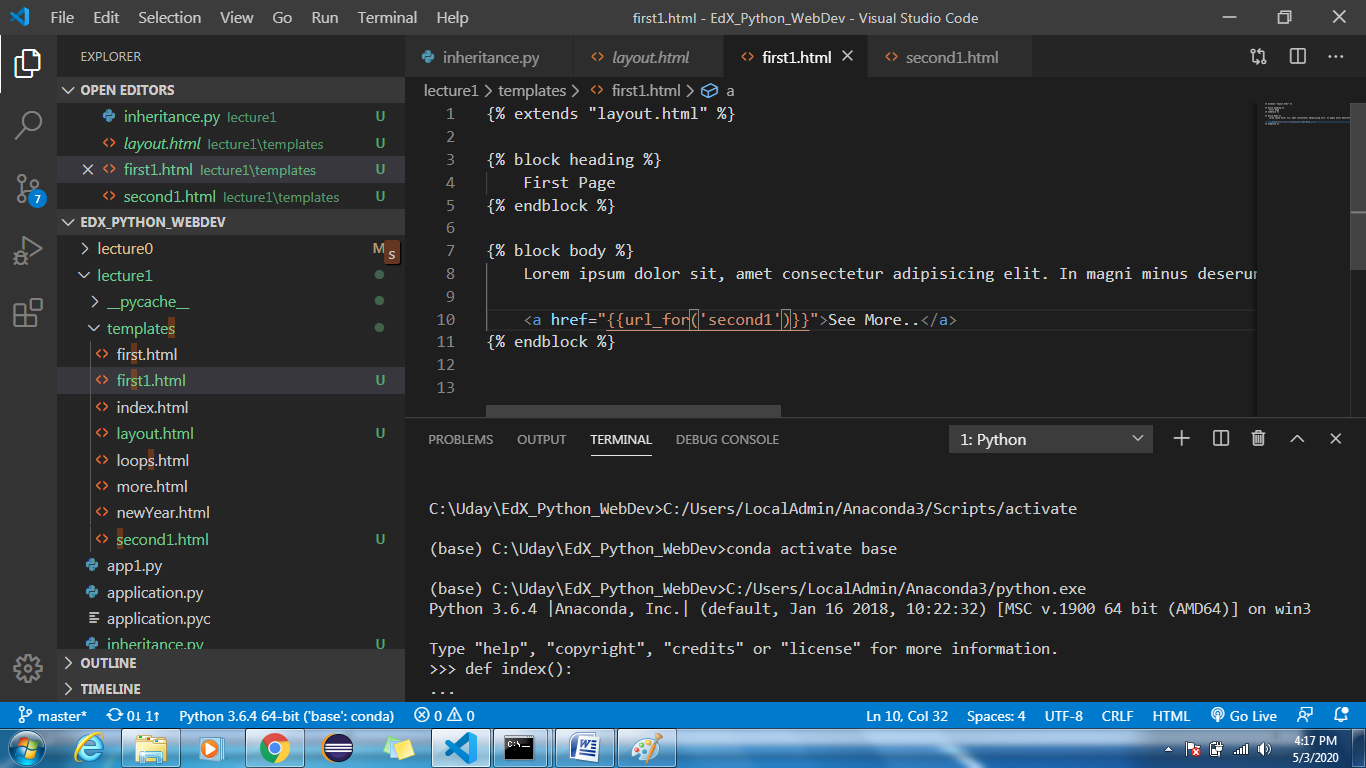 File Edit Selection View Go Run Terminal Help first1.html - EdX_Python_WebDev - Visual Studio Code
EXPLORER
OPEN EDITORS
inheritance.py lecture1 U
layout.html lecture1\templates U
first1.html lecture1\templates U
second1.html lecture1\templates U
EDX_PYTHON_WEBDEV
lecture0 M
s
lecture1
__pycache__
templates
first.html
first1.html U
index.html
layout.html U
loops.html
more.html
newYear.html
second1.html U
app1.py
application.py
application.pyc
inheritance.py U
OUTLINE
TIMELINE
7
inheritance.py layout.html first1.html second1.html
lecture1 > templates > first1.html > a
1 {% extends "layout.html" %}
2
3 {% block heading %}
4 First Page
5 {% endblock %}
6
7 {% block body %}
8 Lorem ipsum dolor sit, amet consectetur adipisicing elit. In magni minus deserun
9
10 <a href="{{url_for('second1')}}">See More..</a>
11 {% endblock %}
12
13
PROBLEMS OUTPUT TERMINAL DEBUG CONSOLE 1: Python
C:\Uday\EdX_Python_WebDev>C:/Users/LocalAdmin/Anaconda3/Scripts/activate
(base) C:\Uday\EdX_Python_WebDev>conda activate base
(base) C:\Uday\EdX_Python_WebDev>C:/Users/LocalAdmin/Anaconda3/python.exe
Python 3.6.4 |Anaconda, Inc.| (default, Jan 16 2018, 10:22:32) [MSC v.1900 64 bit (AMD64)] on win3
Type "help", "copyright", "credits" or "license" for more information.
>>> def index():
...
master* 0↓ 1↑ Python 3.6.4 64-bit ('base': conda) 0 0 Ln 10, Col 32 Spaces: 4 UTF-8 CRLF HTML Go Live
4:17 PM
5/3/2020